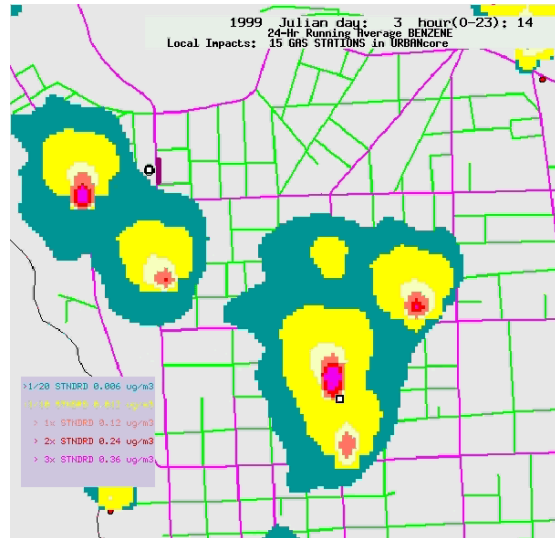 1999 Julian day: 3 hour(0-23): 14
24-Hr Running Average BENZENE
Local Impacts: 15 GAS STATIONS in URBANcore
>1/20 STNDRD 0.006 ug/m3
ug/m3
> 1x STNDRD 0.12 ug/m3
> 2x STNDRD 0.24 ug/m3
> 3x STNDRD 0.36 ug/m3